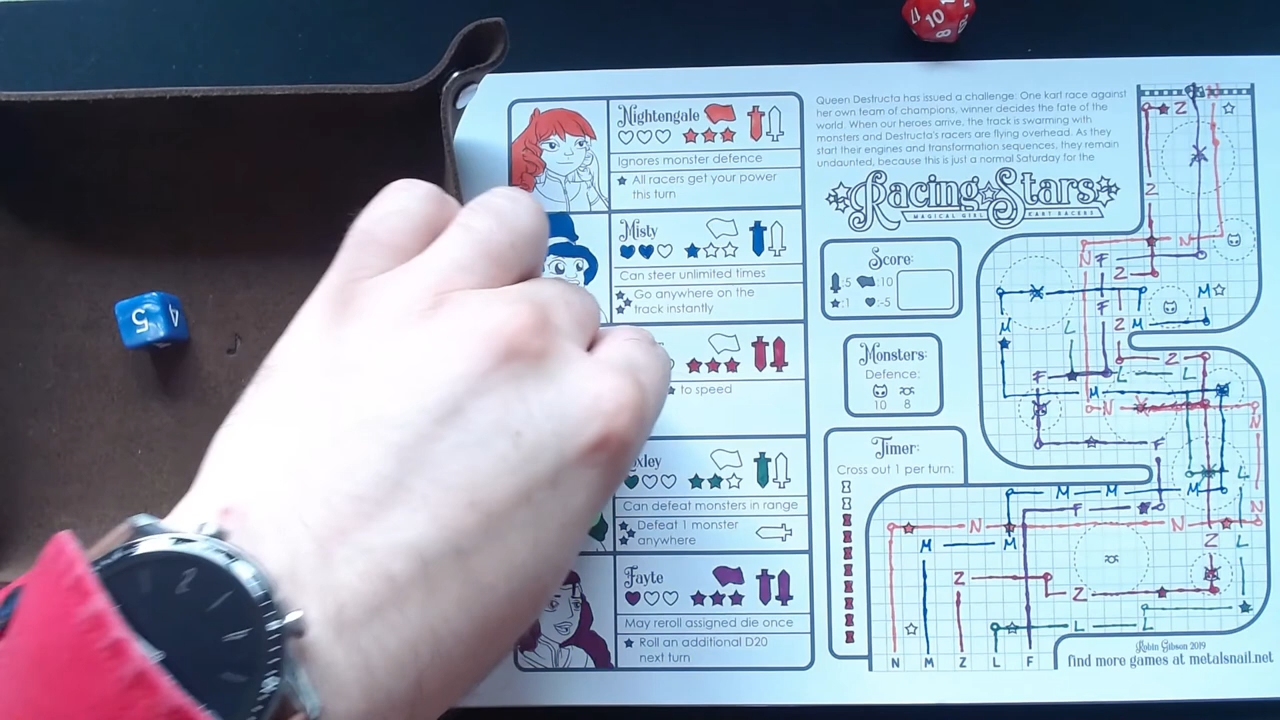 10
8
5
4
Nightengale
Ignores monster defence
All racers get your power
this turn
Misty
Can steer unlimited times
Go anywhere on the
track instantly
to speed
Can defeat monsters in range
Defeat 1 monster
anywhere
Fayte
May reroll assigned die once
Roll an additional D20
next turn
Queen Destructa has issued a challenge: One kart race against
her own team of champions, winner decides the fate of the
world. When our heroes arrive, the track is swarming with
monsters and Destructa's racers are flying overhead. As they
start their engines and transformation sequences, they remain
undaunted, because this is just a normal Saturday for the
Racing Stars
MAGICAL GIRL KART RACERS
Score:
:5 :10
:1 :-5
Monsters:
Defence:
10 8
Timer:
Cross out 1 per turn:
N
Z
Z
N
N F
Z
M
F
M
L Z M
Z
F L L
M
N
N
F
L
M M M
F
N
N N
Z L
M M
Z
Z
L L
N M Z L F
Robin Gibson 2019
find more games at metalsnail.net